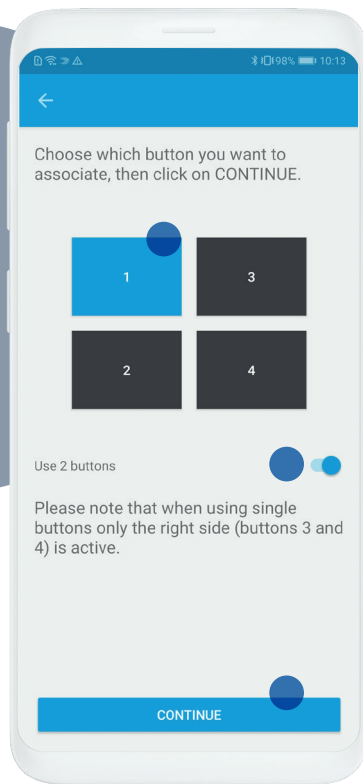 98% 10:13
Choose which button you want to
associate, then click on CONTINUE.
1 3
2 4
Use 2 buttons
Please note that when using single
buttons only the right side (buttons 3 and
4) is active.
CONTINUE